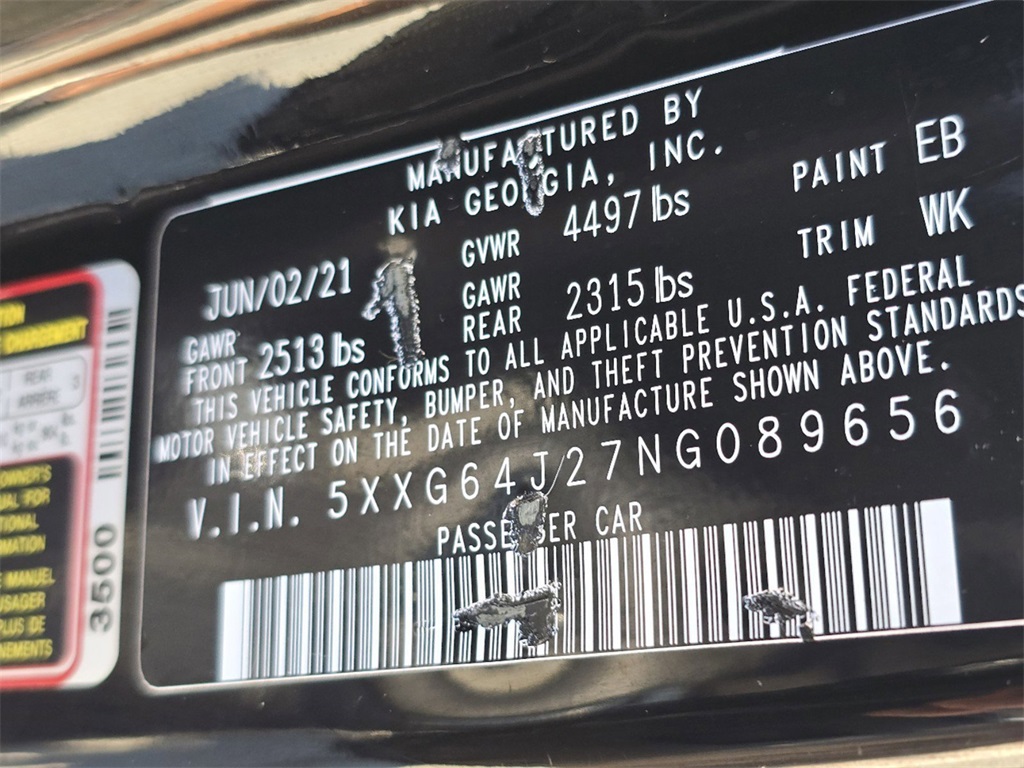 MANUFACTURED BY
KIA GEORGIA, INC.
JUN/02/21
GVWR 4497 lbs
PAINT EB
GAWR FRONT 2513 lbs
GAWR REAR 2315 lbs
TRIM WK
THIS VEHICLE CONFORMS TO ALL APPLICABLE U.S.A. FEDERAL
MOTOR VEHICLE SAFETY, BUMPER, AND THEFT PREVENTION STANDARDS
IN EFFECT ON THE DATE OF MANUFACTURE SHOWN ABOVE.
V.I.N. 5XXG64J27NG089656
PASSENGER CAR
3500